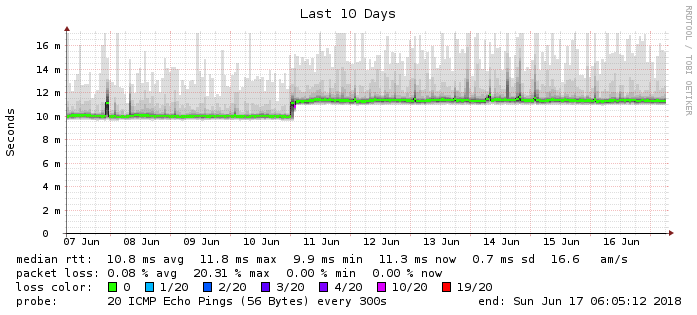 Last 10 Days
RRDTOOL / TOBI OETIKER
Seconds
16 m
14 m
12 m
10 m
8 m
6 m
4 m
2 m
0
07 Jun 08 Jun 09 Jun 10 Jun 11 Jun 12 Jun 13 Jun 14 Jun 15 Jun 16 Jun
median rtt: 10.8 ms avg 11.8 ms max 9.9 ms min 11.3 ms now 0.7 ms sd 16.6 am/s
packet loss: 0.08 % avg 20.31 % max 0.00 % min 0.00 % now
loss color: 0 1/20 2/20 3/20 4/20 10/20 19/20
probe: 20 ICMP Echo Pings (56 Bytes) every 300s end: Sun Jun 17 06:05:12 2018